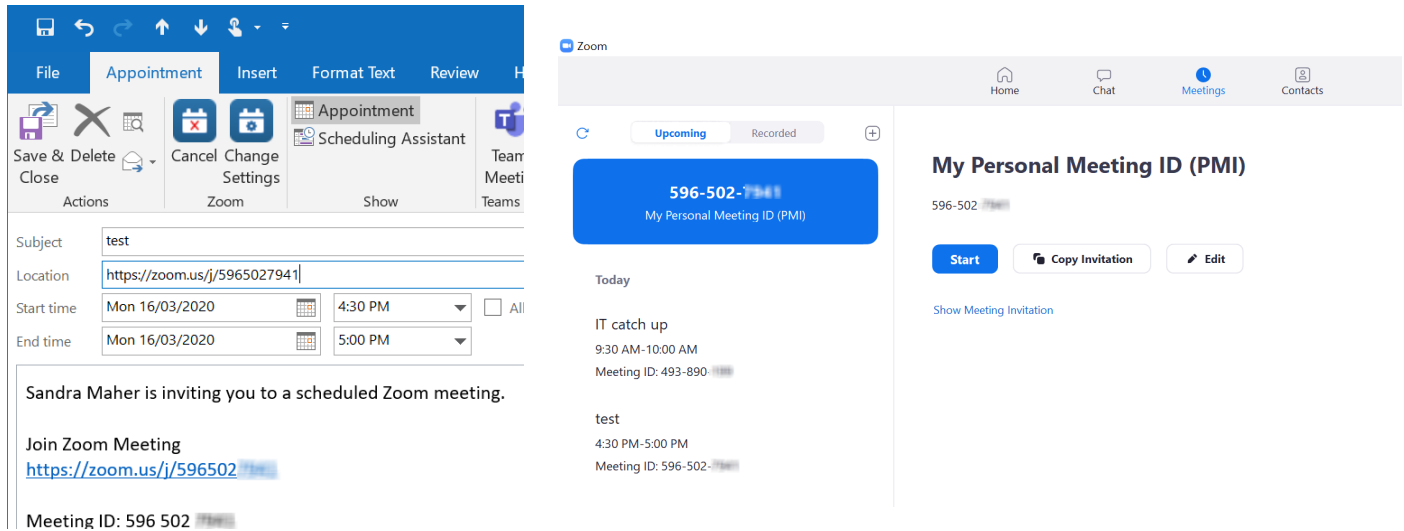 File Appointment Insert Format Text Review H
Save & Close
Delete
Actions
Cancel
Change Settings
Zoom
Appointment
Scheduling Assistant
Show
Team
Meeti
Teams
Subject test
Location https://zoom.us/j/5965027941
Start time Mon 16/03/2020 4:30 PM All
End time Mon 16/03/2020 5:00 PM
Sandra Maher is inviting you to a scheduled Zoom meeting.
Join Zoom Meeting
https://zoom.us/j/596502
Meeting ID: 596 502
Zoom
Home Chat Meetings Contacts
Upcoming Recorded
596-502-
My Personal Meeting ID (PMI)
Today
IT catch up
9:30 AM-10:00 AM
Meeting ID: 493-890-
test
4:30 PM-5:00 PM
Meeting ID: 596-502-
My Personal Meeting ID (PMI)
596-502
Start Copy Invitation Edit
Show Meeting Invitation